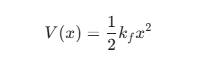 V(x) = \frac{1}{2} k_f x^2